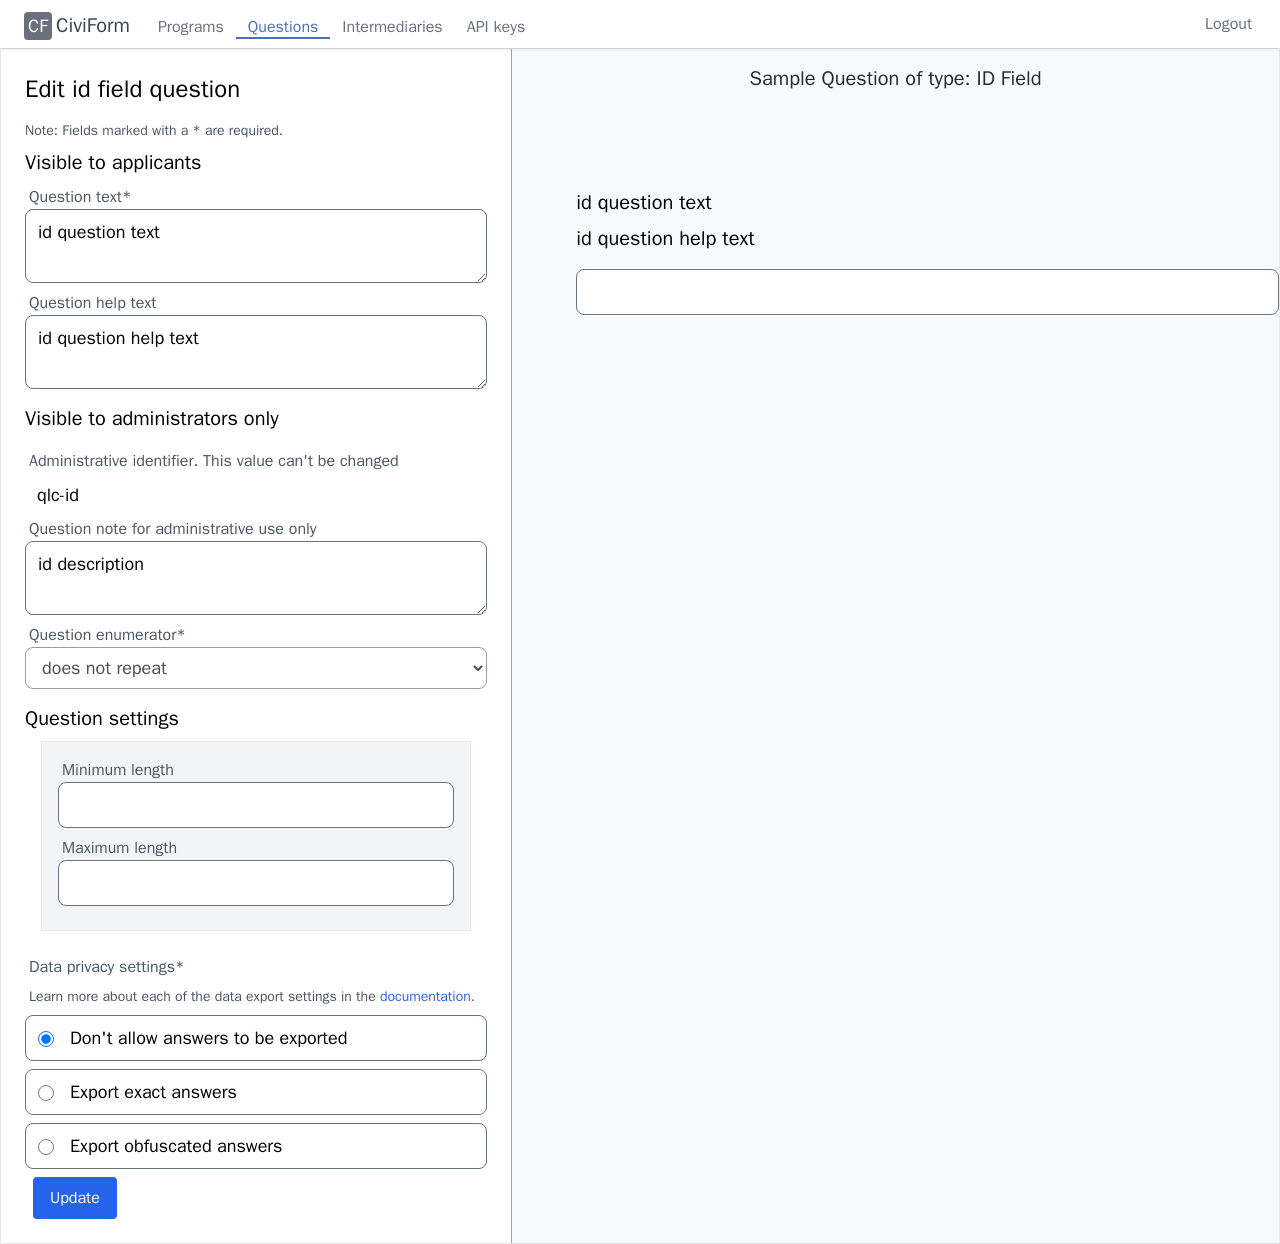 CF CiviForm Programs Questions Intermediaries API keys Logout
Edit id field question
Note: Fields marked with a * are required.
Visible to applicants
Question text*
id question text
Question help text
id question help text
Visible to administrators only
Administrative identifier. This value can't be changed
qlc-id
Question note for administrative use only
id description
Question enumerator*
does not repeat
Question settings
Minimum length
Maximum length
Data privacy settings*
Learn more about each of the data export settings in the documentation.
Don't allow answers to be exported
Export exact answers
Export obfuscated answers
Update
Sample Question of type: ID Field
id question text
id question help text